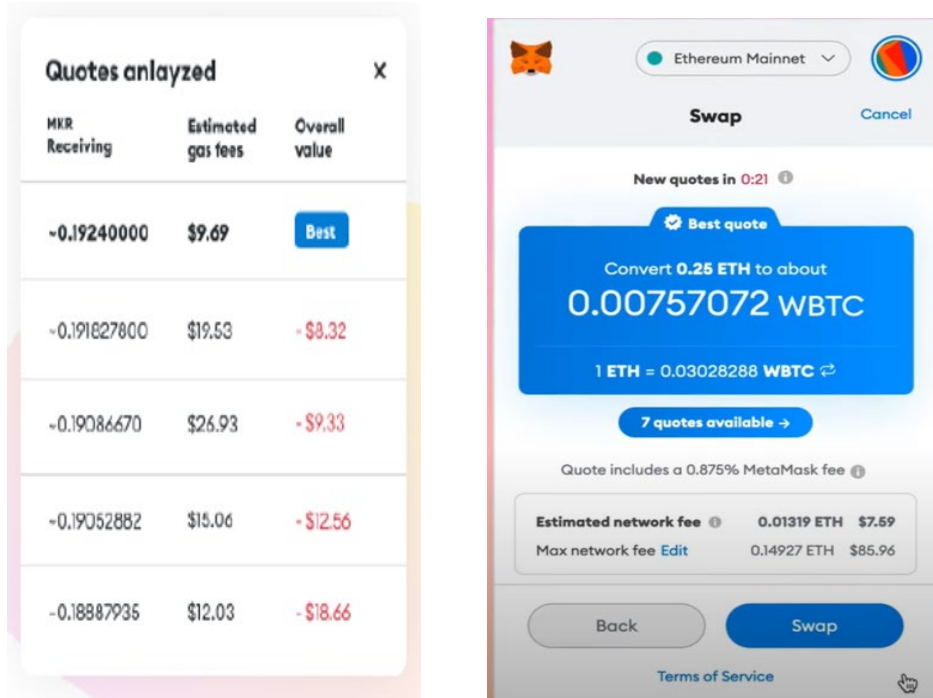 Quotes anlayzed X
MKR Receiving Estimated gas fees Overall value
~0.19240000 $9.69 Best
~0.191827800 $19.53 - $8.32
~0.19086670 $26.93 - $9.33
~0.19052882 $15.06 - $12.56
~0.18887935 $12.03 - $18.66
Ethereum Mainnet
Swap Cancel
New quotes in 0:21
Best quote
Convert 0.25 ETH to about
0.00757072 WBTC
1 ETH = 0.03028288 WBTC
7 quotes available →
Quote includes a 0.875% MetaMask fee
Estimated network fee 0.01319 ETH $7.59
Max network fee Edit 0.14927 ETH $85.96
Back Swap
Terms of Service